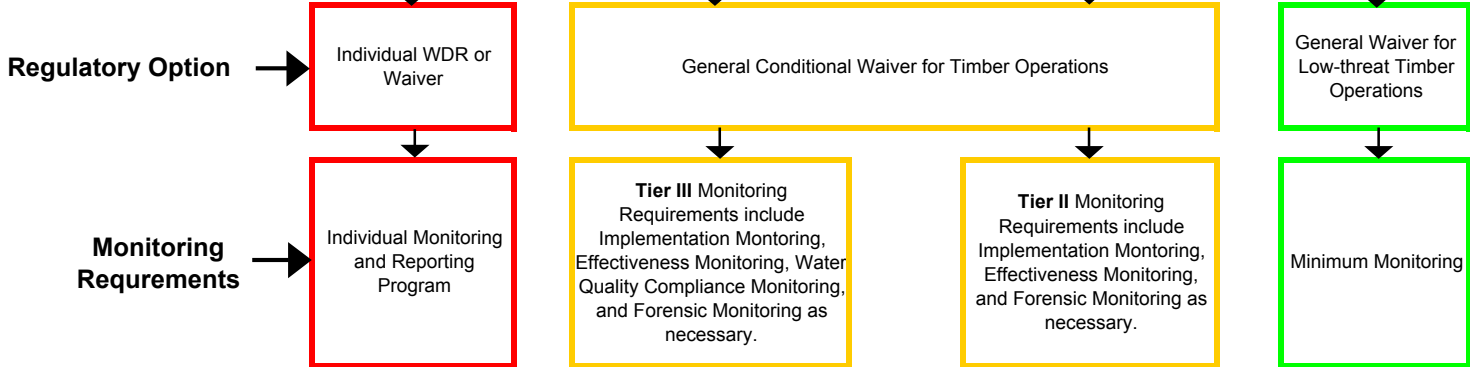 Regulatory Option
Individual WDR or
Waiver
General Conditional Waiver for Timber Operations
General Waiver for
Low-threat Timber
Operations
Monitoring
Requrements
Individual Monitoring
and Reporting
Program
Tier III Monitoring
Requirements include
Implementation Montoring,
Effectiveness Monitoring, Water
Quality Compliance Monitoring,
and Forensic Monitoring as
necessary.
Tier II Monitoring
Requirements include
Implementation Montoring,
Effectiveness Monitoring,
and Forensic Monitoring as
necessary.
Minimum Monitoring